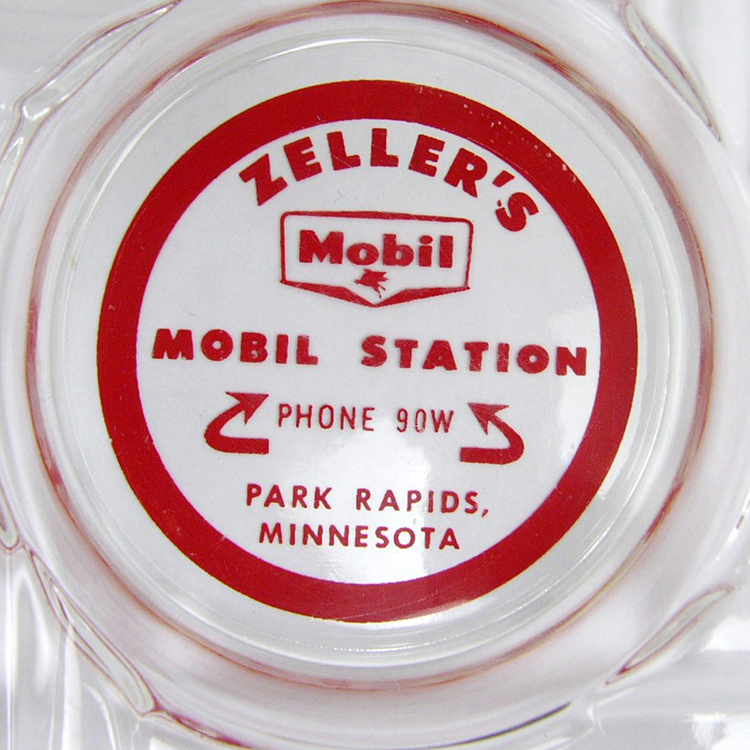 ZELLER'S
Mobil
MOBIL STATION
PHONE 90W
PARK RAPIDS,
MINNESOTA